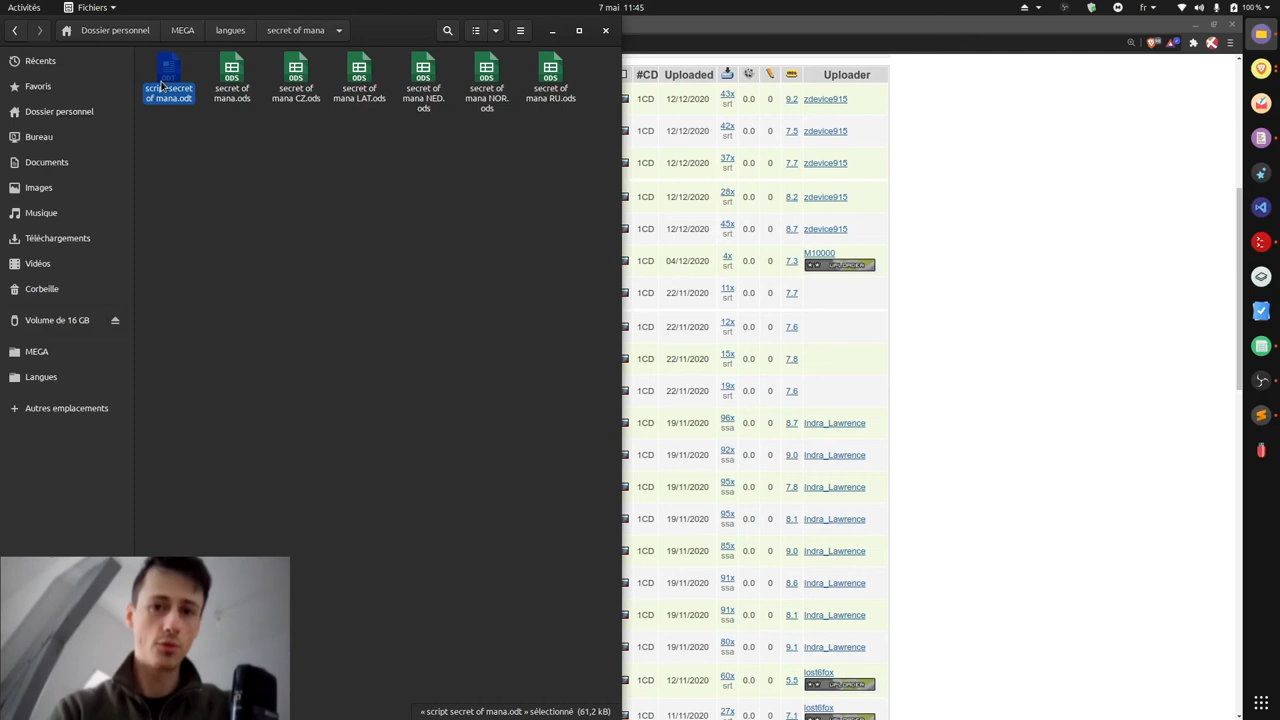 Activités
Fichiers
7 mai 11:45
fr
100 %
Dossier personnel
MEGA
langues
secret of mana
Récents
Favoris
Dossier personnel
Bureau
Documents
Images
Musique
Téléchargements
Vidéos
Corbeille
Volume de 16 GB
MEGA
Langues
Autres emplacements
ODT
script secret
of mana.odt
ODS
secret of
mana.ods
ODS
secret of
mana CZ.ods
ODS
secret of
mana LAT.ods
ODS
secret of
mana NED.
ods
ODS
secret of
mana NOR.
ods
ODS
secret of
mana RU.ods
#CD Uploaded Uploader
1CD 12/12/2020 43x srt 0.0 0 9.2 zdevice915
1CD 12/12/2020 42x srt 0.0 0 7.5 zdevice915
1CD 12/12/2020 37x srt 0.0 0 7.7 zdevice915
1CD 12/12/2020 28x srt 0.0 0 8.2 zdevice915
1CD 12/12/2020 45x srt 0.0 0 8.7 zdevice915
1CD 04/12/2020 4x srt 0.0 0 7.3 M10000 UPLOADER
1CD 22/11/2020 11x srt 0.0 0 7.7
1CD 22/11/2020 12x srt 0.0 0 7.6
1CD 22/11/2020 15x srt 0.0 0 7.8
1CD 22/11/2020 19x srt 0.0 0 7.6
1CD 19/11/2020 96x ssa 0.0 0 8.7 Indra_Lawrence
1CD 19/11/2020 92x ssa 0.0 0 9.0 Indra_Lawrence
1CD 19/11/2020 95x ssa 0.0 0 7.8 Indra_Lawrence
1CD 19/11/2020 95x ssa 0.0 0 8.1 Indra_Lawrence
1CD 19/11/2020 85x ssa 0.0 0 9.0 Indra_Lawrence
1CD 19/11/2020 91x ssa 0.0 0 8.6 Indra_Lawrence
1CD 19/11/2020 91x ssa 0.0 0 8.1 Indra_Lawrence
1CD 19/11/2020 80x ssa 0.0 0 9.1 Indra_Lawrence
1CD 12/11/2020 60x srt 0.0 0 5.5 lost6fox UPLOADER
1CD 11/11/2020 27x 0.0 0 7.1 lost6fox
« script secret of mana.odt » sélectionné (61,2 kB)